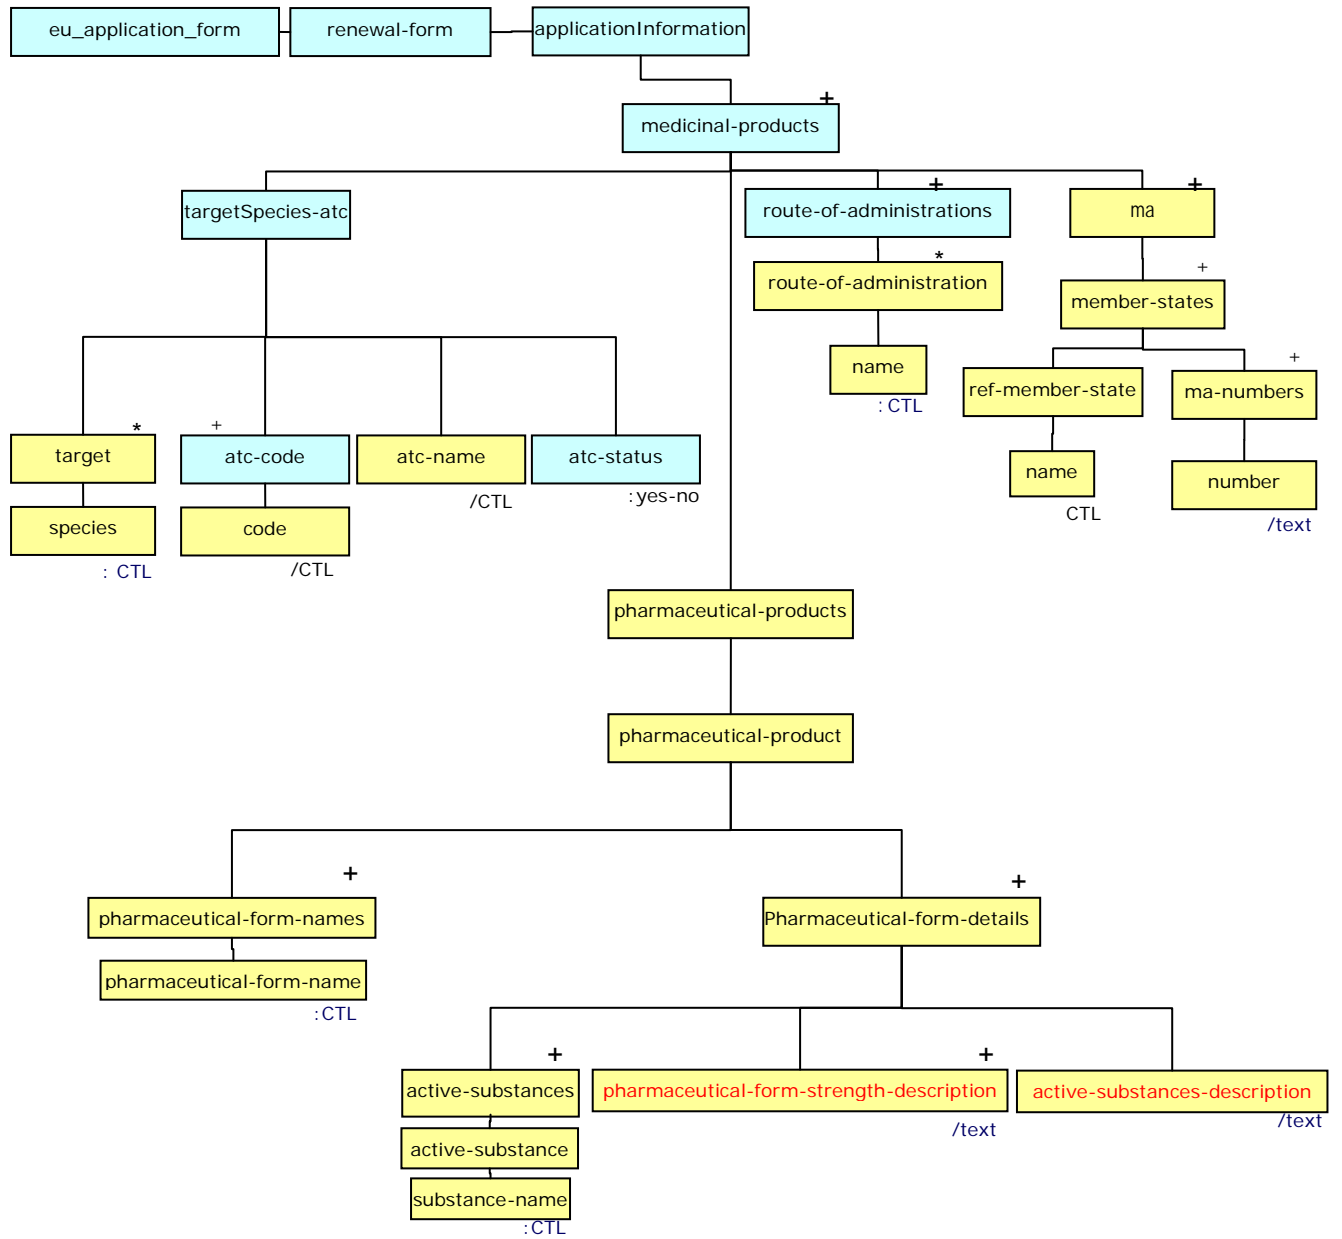 eu_application_form
renewal-form
applicationInformation
+
medicinal-products
targetSpecies-atc
+
route-of-administrations
+
ma
*
route-of-administration
+
member-states
name
:CTL
ref-member-state
+
ma-numbers
*
target
+
atc-code
atc-name
/CTL
atc-status
:yes-no
name
CTL
number
/text
species
: CTL
code
/CTL
pharmaceutical-products
pharmaceutical-product
+
pharmaceutical-form-names
+
Pharmaceutical-form-details
pharmaceutical-form-name
:CTL
+
active-substances
+
pharmaceutical-form-strength-description
/text
active-substances-description
/text
active-substance
substance-name
:CTL